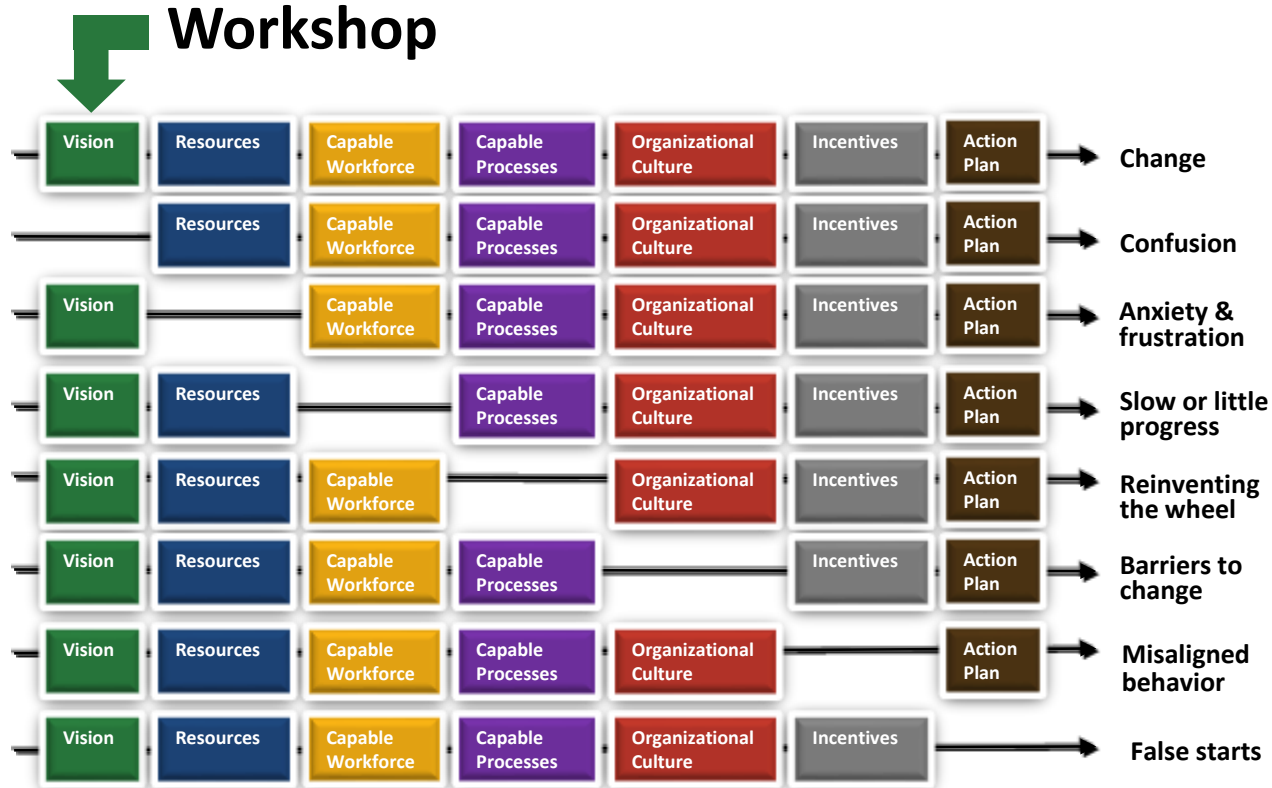 Workshop
Vision Resources Capable Capable Organizational Incentives Action
Workforce Processes Culture Plan
Change
Resources Capable Capable Organizational Incentives Action
Workforce Processes Culture Plan
Confusion
Vision Capable Capable Organizational Incentives Action
Workforce Processes Culture Plan
Anxiety &
frustration
Vision Resources Capable Organizational Incentives Action
Processes Culture Plan
Slow or little
progress
Vision Resources Capable Organizational Incentives Action
Workforce Culture Plan
Reinventing
the wheel
Vision Resources Capable Capable Incentives Action
Workforce Processes Plan
Barriers to
change
Vision Resources Capable Capable Organizational Action
Workforce Processes Culture Plan
Misaligned
behavior
Vision Resources Capable Capable Organizational Incentives
Workforce Processes Culture
False starts